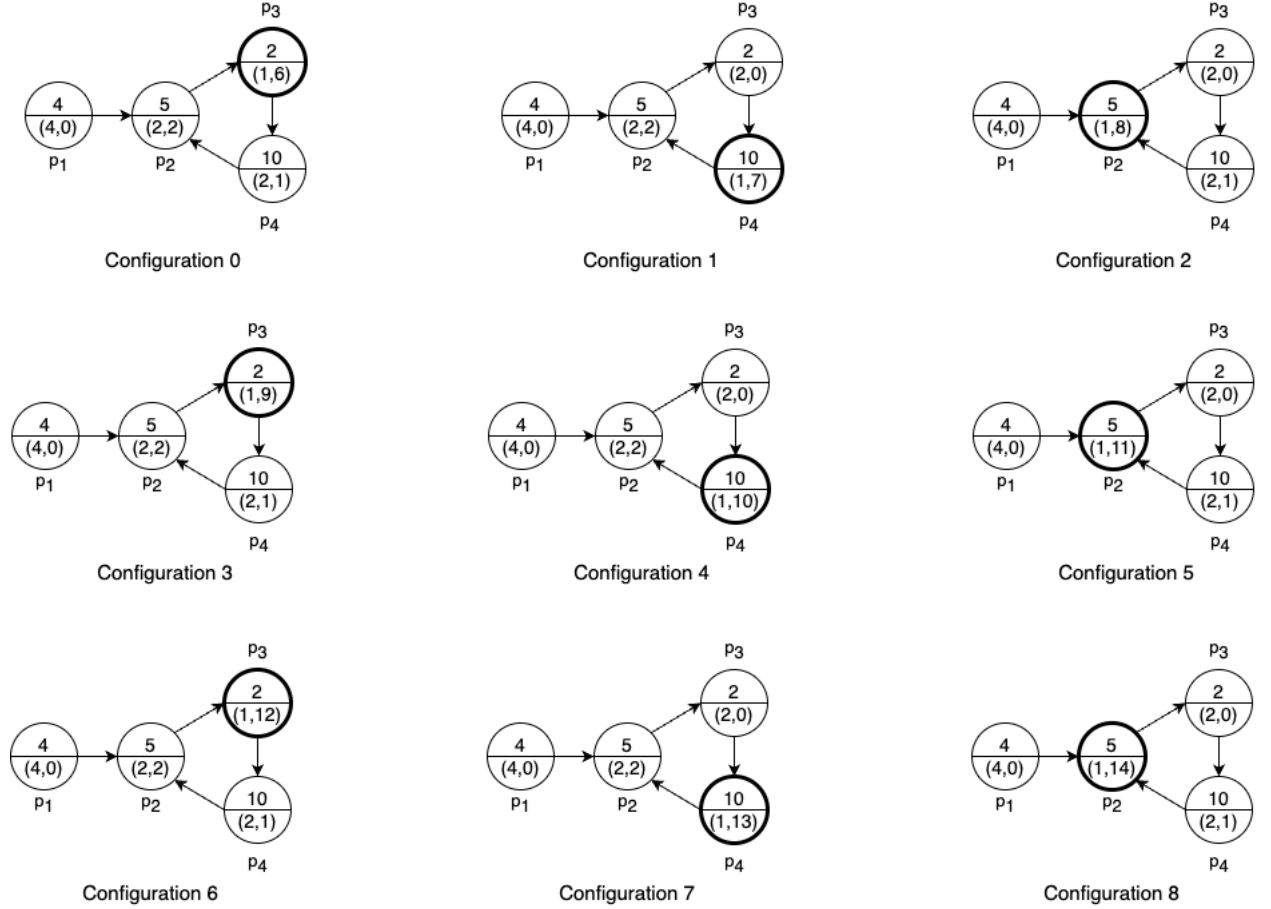 p3
2
(1,6)
4
(4,0)
5
(2,2)
p1
p2
10
(2,1)
p4
Configuration 0
p3
2
(2,0)
4
(4,0)
5
(2,2)
p1
p2
10
(1,7)
p4
Configuration 1
p3
2
(2,0)
4
(4,0)
5
(1,8)
p1
p2
10
(2,1)
p4
Configuration 2
p3
2
(1,9)
4
(4,0)
5
(2,2)
p1
p2
10
(2,1)
p4
Configuration 3
p3
2
(2,0)
4
(4,0)
5
(2,2)
p1
p2
10
(1,10)
p4
Configuration 4
p3
2
(2,0)
4
(4,0)
5
(1,11)
p1
p2
10
(2,1)
p4
Configuration 5
p3
2
(1,12)
4
(4,0)
5
(2,2)
p1
p2
10
(2,1)
p4
Configuration 6
p3
2
(2,0)
4
(4,0)
5
(2,2)
p1
p2
10
(1,13)
p4
Configuration 7
p3
2
(2,0)
4
(4,0)
5
(1,14)
p1
p2
10
(2,1)
p4
Configuration 8